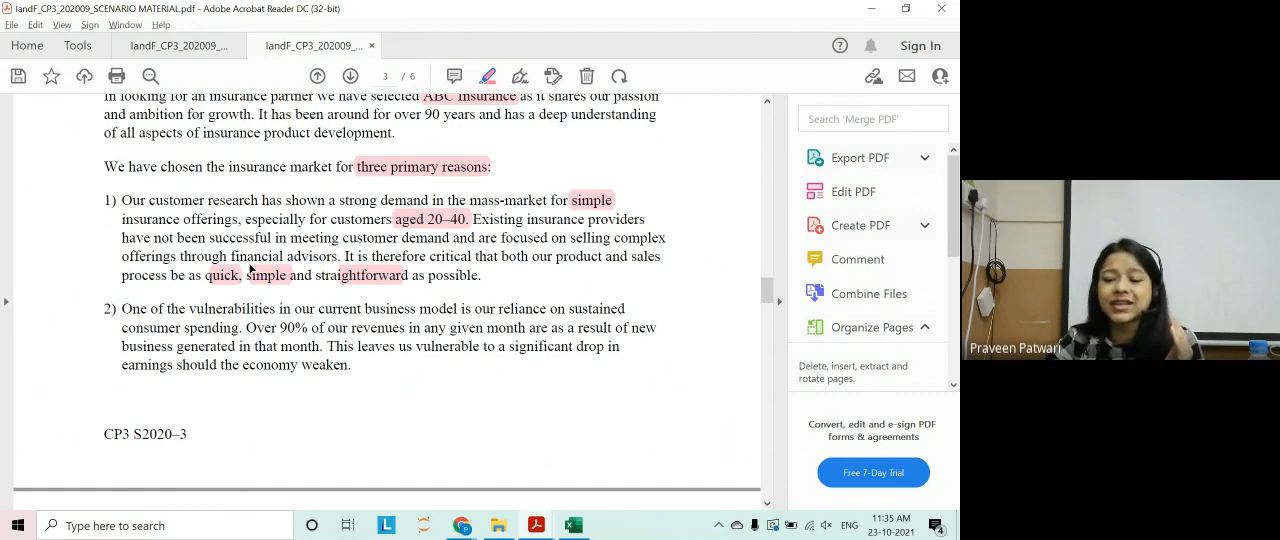 IandF_CP3_202009_SCENARIO MATERIAL.pdf - Adobe Acrobat Reader DC (32-bit)
File Edit View Sign Window Help
Home Tools IandF_CP3_202009_... IandF_CP3_202009_... × Sign In
3 / 6
In looking for an insurance partner we have selected ABC Insurance as it shares our passion
and ambition for growth. It has been around for over 90 years and has a deep understanding
of all aspects of insurance product development.
We have chosen the insurance market for three primary reasons:
1) Our customer research has shown a strong demand in the mass-market for simple
insurance offerings, especially for customers aged 20–40. Existing insurance providers
have not been successful in meeting customer demand and are focused on selling complex
offerings through financial advisors. It is therefore critical that both our product and sales
process be as quick, simple and straightforward as possible.
2) One of the vulnerabilities in our current business model is our reliance on sustained
consumer spending. Over 90% of our revenues in any given month are as a result of new
business generated in that month. This leaves us vulnerable to a significant drop in
earnings should the economy weaken.
CP3 S2020–3
Search 'Merge PDF'
Export PDF
Edit PDF
Create PDF
Comment
Combine Files
Organize Pages
Delete, insert, extract and
rotate pages.
Convert, edit and e-sign PDF
forms & agreements
Free 7-Day Trial
Praveen Patwari
Type here to search
L
ENG
11:35 AM
23-10-2021
4